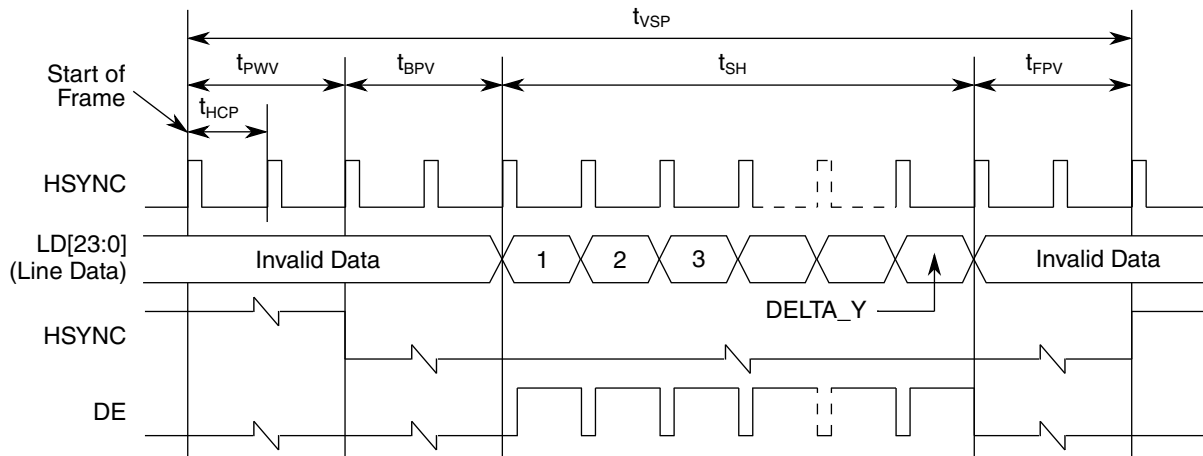 tVSP
tPWV tBPV tSH tFPV
Start of
Frame
tHCP
HSYNC
LD[23:0]
(Line Data)
Invalid Data 1 2 3 Invalid Data
DELTA_Y
HSYNC
DE